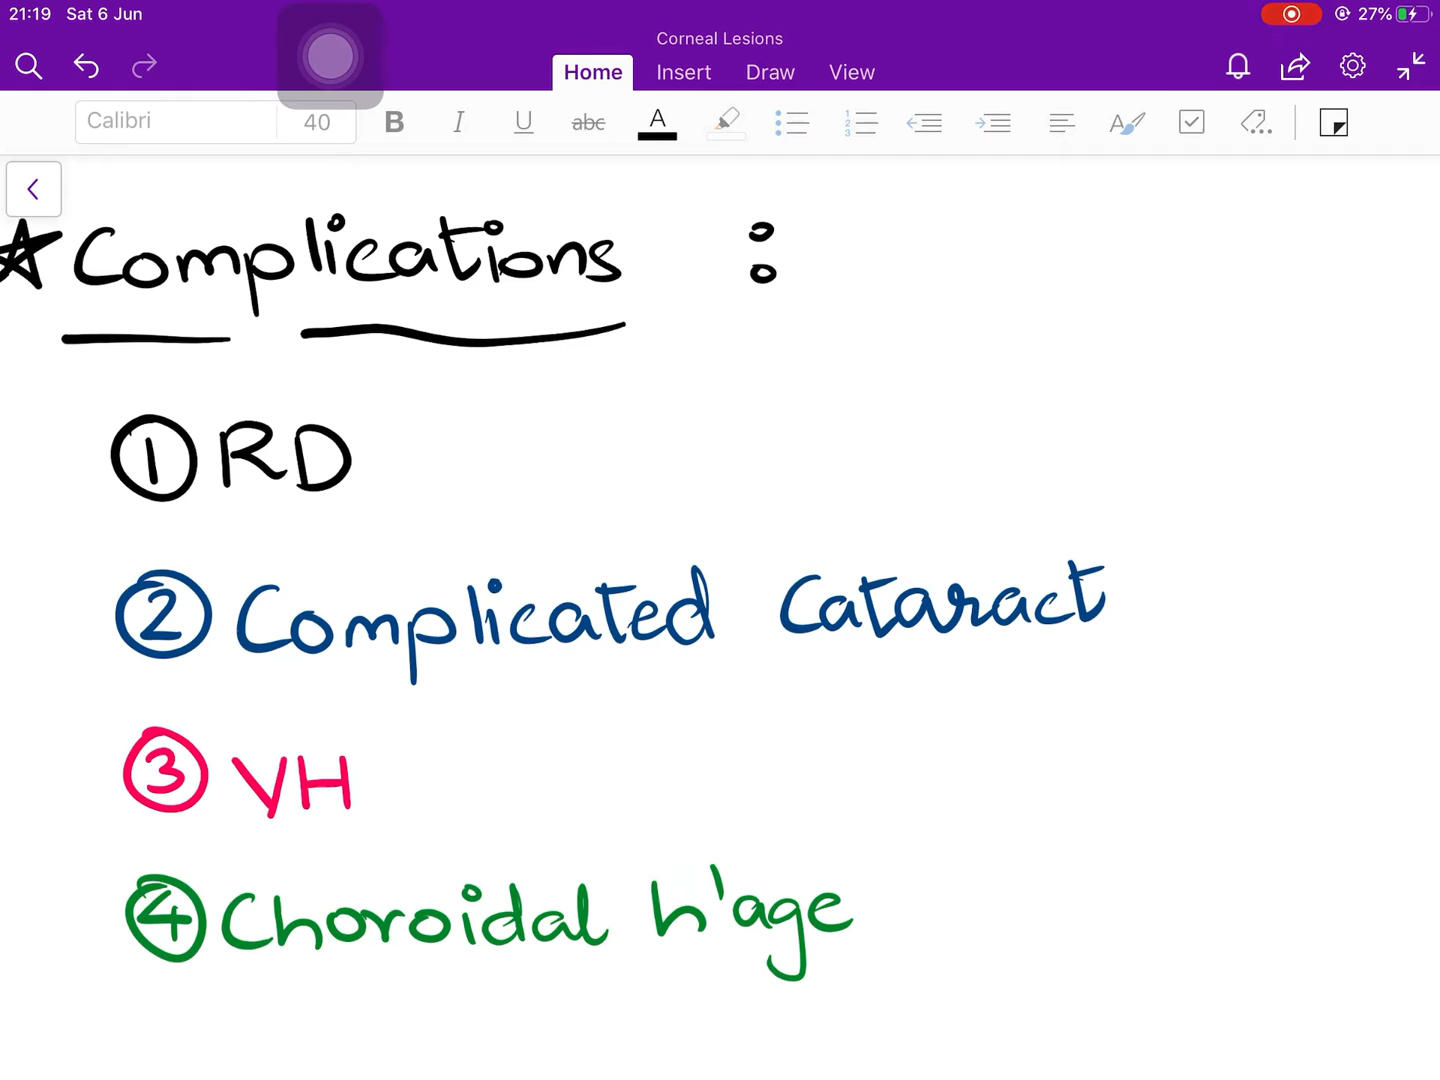 21:19 Sat 6 Jun 27%
Corneal Lesions
Home Insert Draw View
Calibri 40 B I U abc A
Complications :
① RD
② Complicated Cataract
③ VH
④ Choroidal h'age